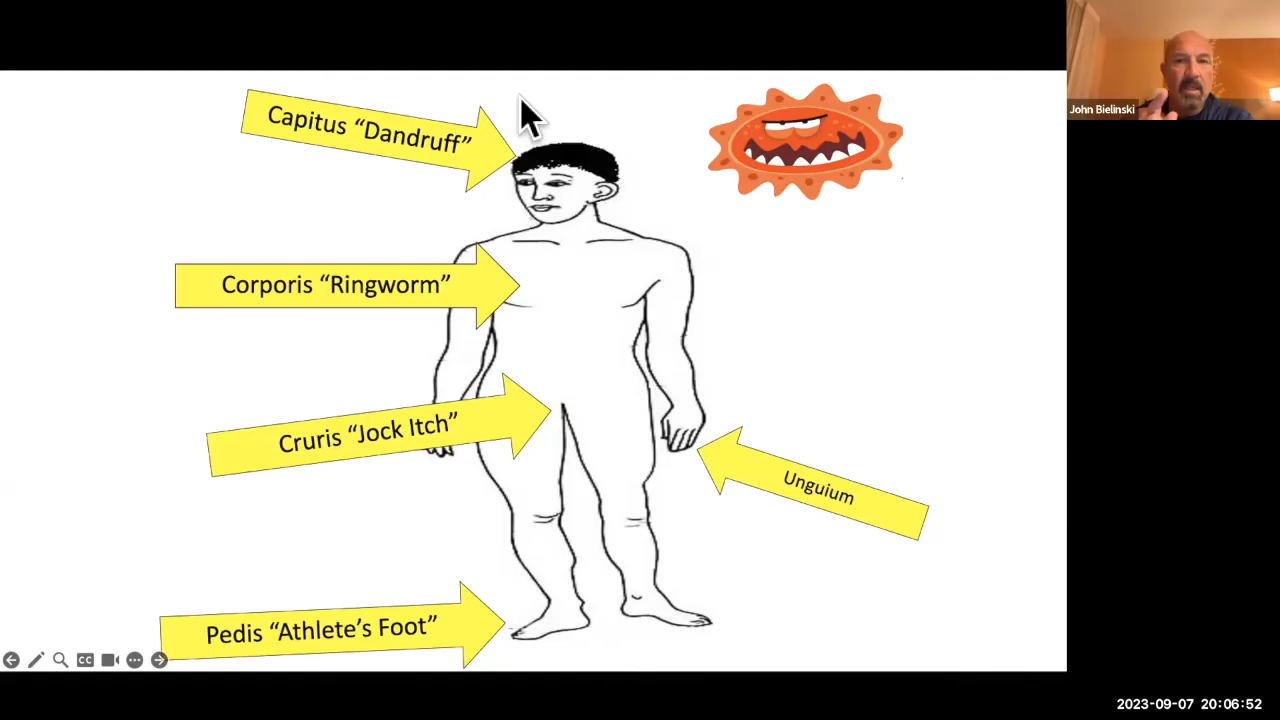 John Bielinski
Capitus “Dandruff”
Corporis “Ringworm”
Cruris “Jock Itch”
Unguium
Pedis “Athlete’s Foot”
CC
2023-09-07 20:06:52